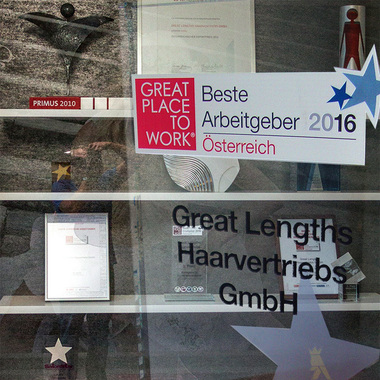 PRIMUS 2010
GREAT
PLACE
TO
WORK®
Beste
Arbeitgeber 2016
Österreich
Great Lengths
Haarvertriebs
GmbH